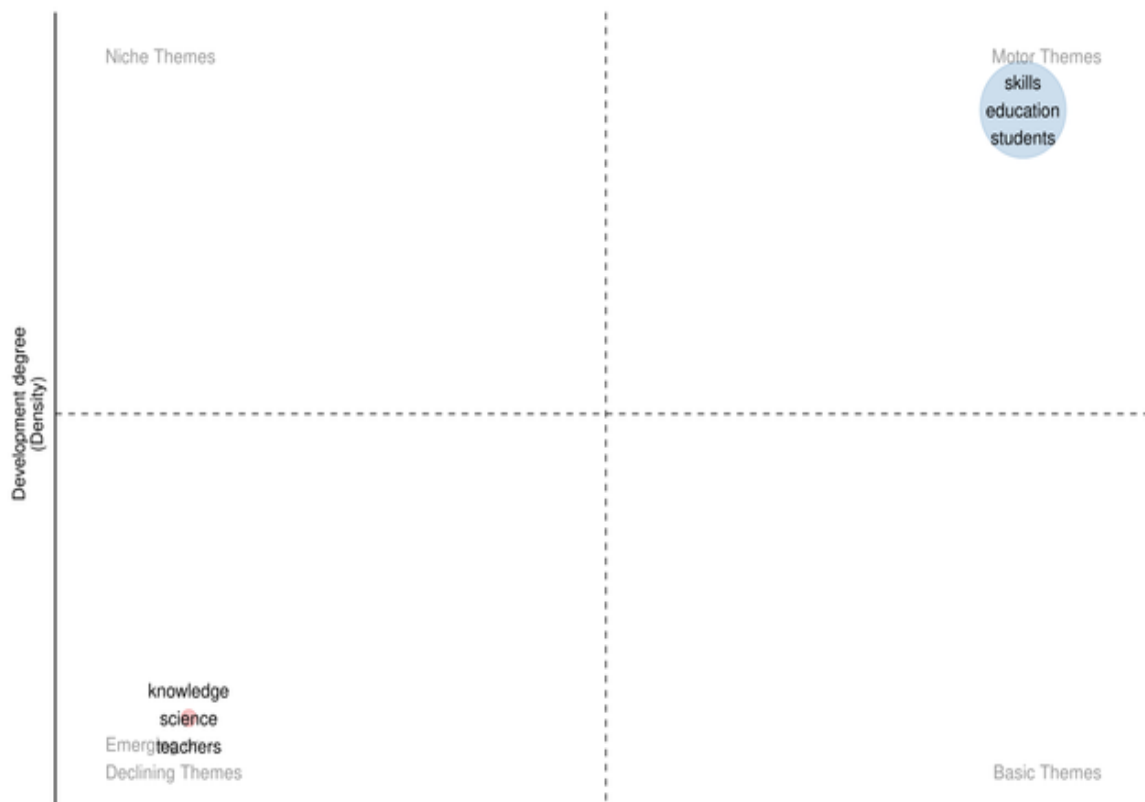 Niche Themes
Motor Themes
skills
education
students
Development degree
(Density)
knowledge
science
teachers
Declining Themes
Basic Themes